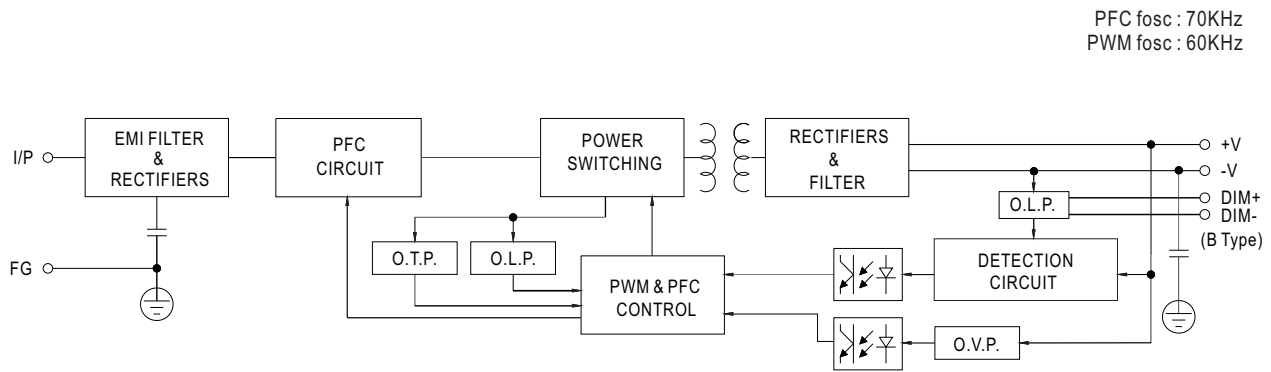 PFC fosc : 70KHz
PWM fosc : 60KHz
I/P
EMI FILTER
&
RECTIFIERS
PFC
CIRCUIT
POWER
SWITCHING
RECTIFIERS
&
FILTER
+V
-V
DIM+
DIM-
(B Type)
O.L.P.
FG
O.T.P.
O.L.P.
PWM & PFC
CONTROL
DETECTION
CIRCUIT
O.V.P.